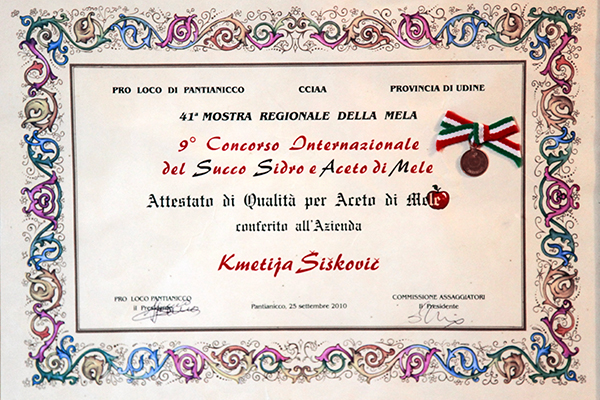 PRO LOCO DI PANTIANICCO CCIAA PROVINCIA DI UDINE
41ª MOSTRA REGIONALE DELLA MELA
9° Concorso Internazionale
del Succo Sidro e Aceto di Mele
Attestato di Qualità per Aceto di Mele
conferito all'Azienda
Kmetija Šiškovič
PRO LOCO PANTIANICCO COMMISSIONE ASSAGGIATORI
Il Presidente Pantianicco, 25 settembre 2010 Il Presidente